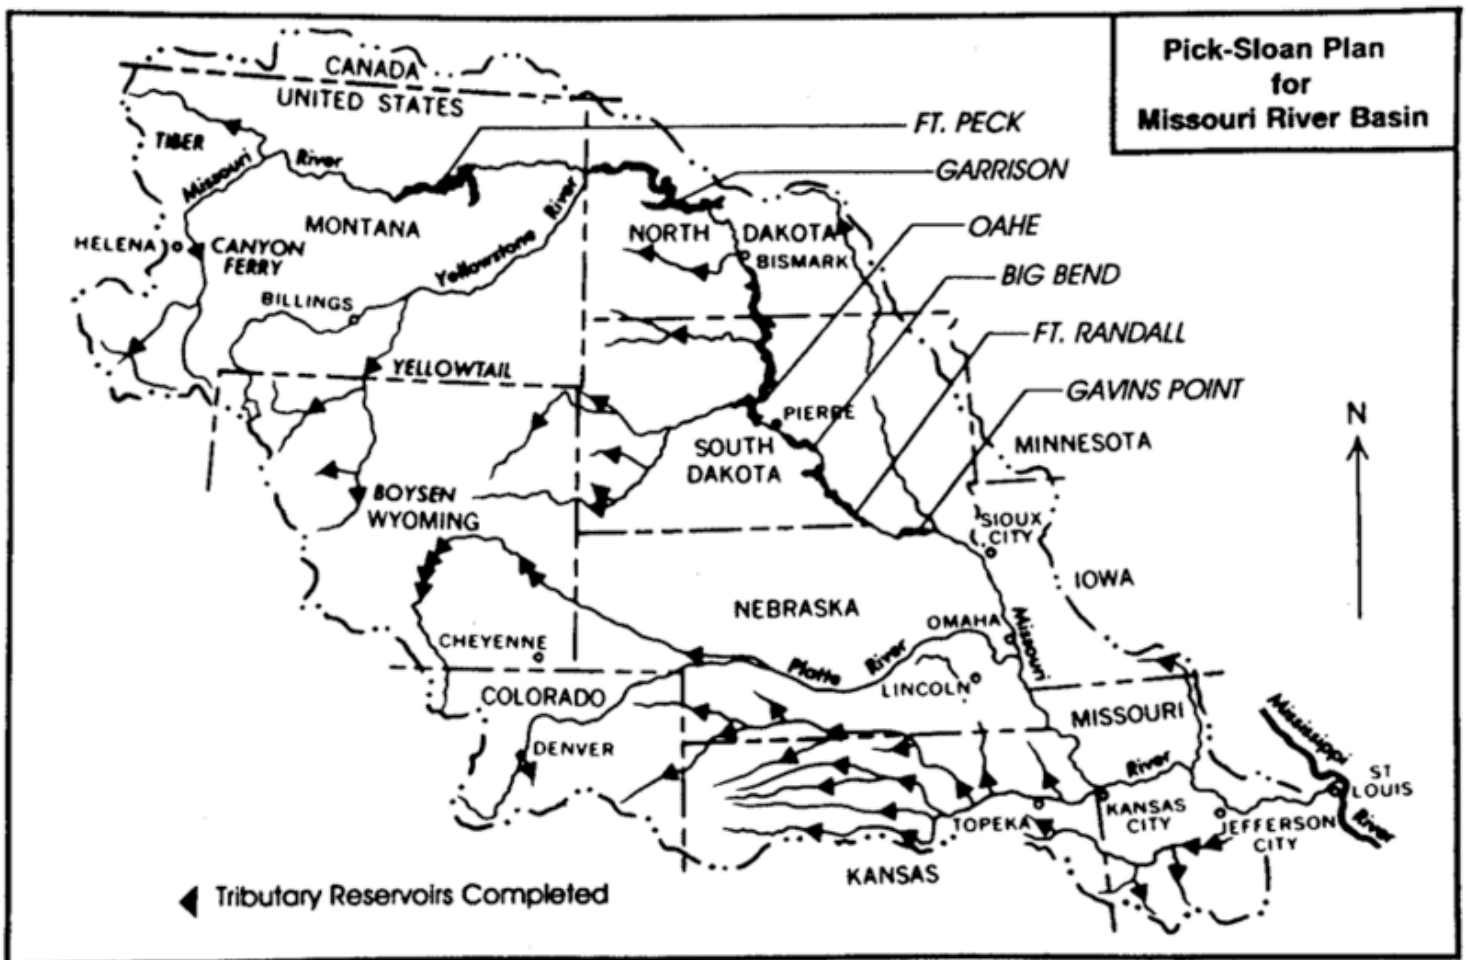 Pick-Sloan Plan
for
Missouri River Basin
CANADA
UNITED STATES
FT. PECK
TIBER
Missouri
River
GARRISON
River
MONTANA
OAHE
NORTH DAKOTA
HELENA
CANYON
FERRY
Yellowstone
BISMARK
BIG BEND
BILLINGS
FT. RANDALL
YELLOWTAIL
GAVINS POINT
PIERRE
N
MINNESOTA
SOUTH
DAKOTA
BOYSEN
WYOMING
SIOUX
CITY
IOWA
NEBRASKA
OMAHA
Missouri
CHEYENNE
Platte
River
LINCOLN
COLORADO
MISSOURI
Mississippi
DENVER
River
ST
LOUIS
KANSAS
CITY
TOPEKA
JEFFERSON
CITY
River
KANSAS
Tributary Reservoirs Completed